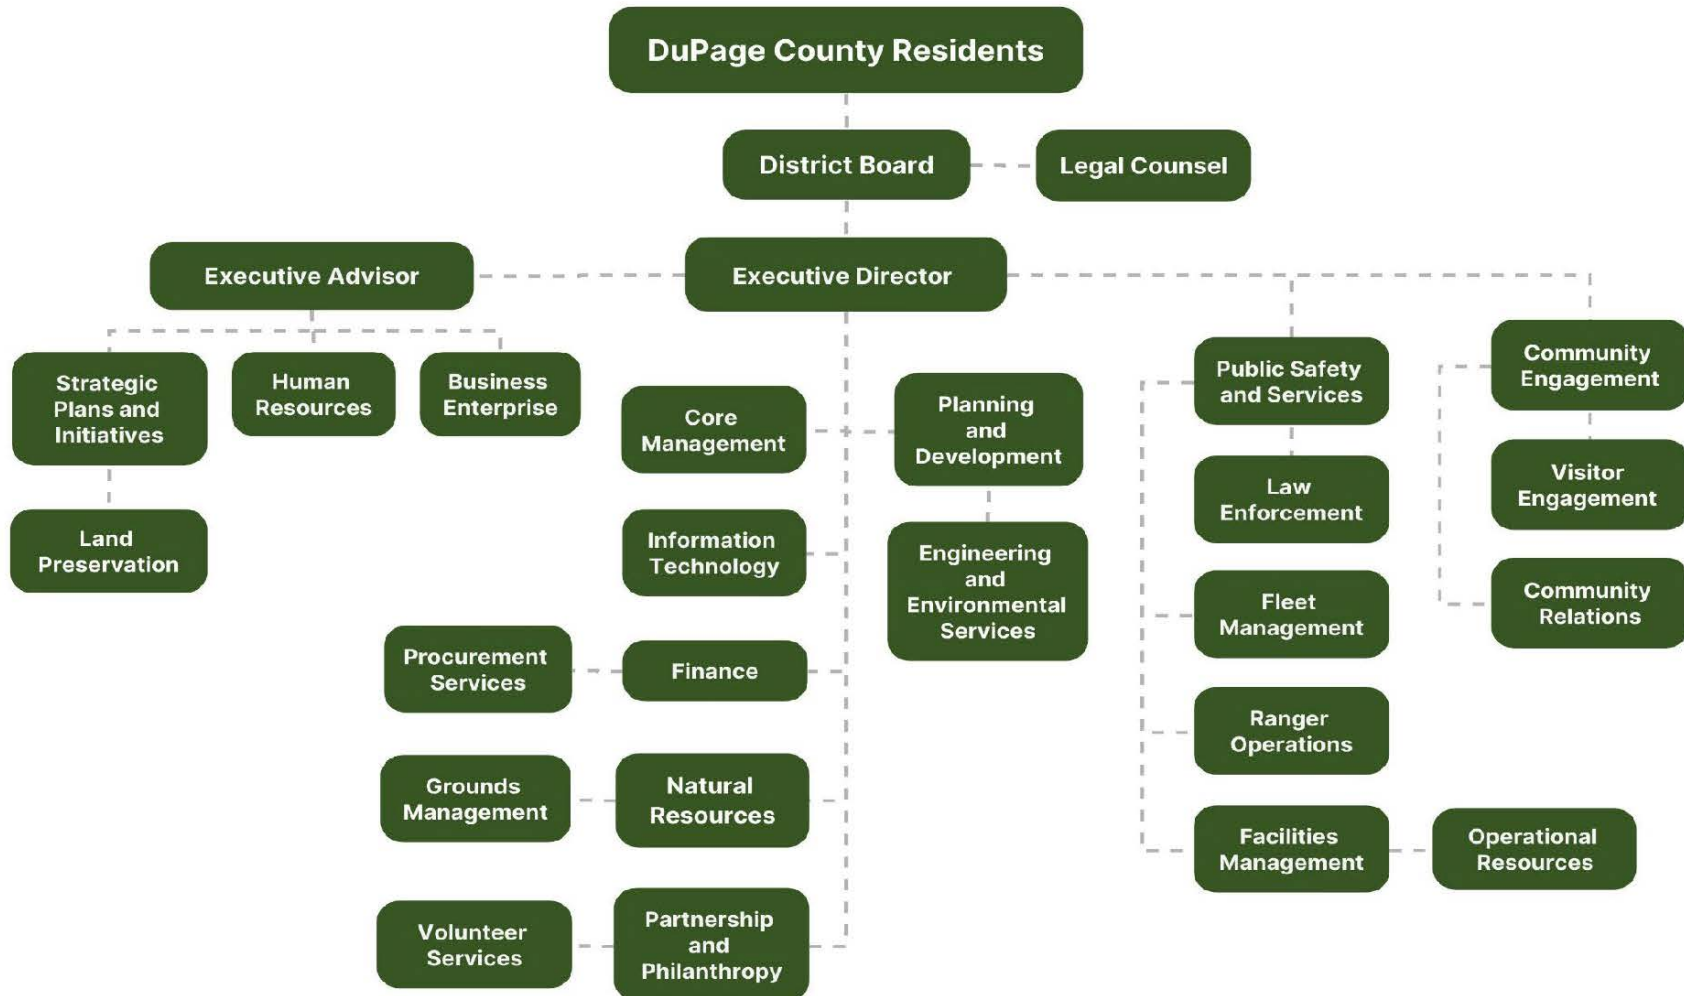 DuPage County Residents
District Board
Legal Counsel
Executive Advisor
Executive Director
Strategic
Plans and
Initiatives
Human
Resources
Business
Enterprise
Land
Preservation
Core
Management
Planning
and
Development
Information
Technology
Engineering
and
Environmental
Services
Procurement
Services
Finance
Grounds
Management
Natural
Resources
Volunteer
Services
Partnership
and
Philanthropy
Public Safety
and Services
Law
Enforcement
Fleet
Management
Ranger
Operations
Facilities
Management
Operational
Resources
Community
Engagement
Visitor
Engagement
Community
Relations